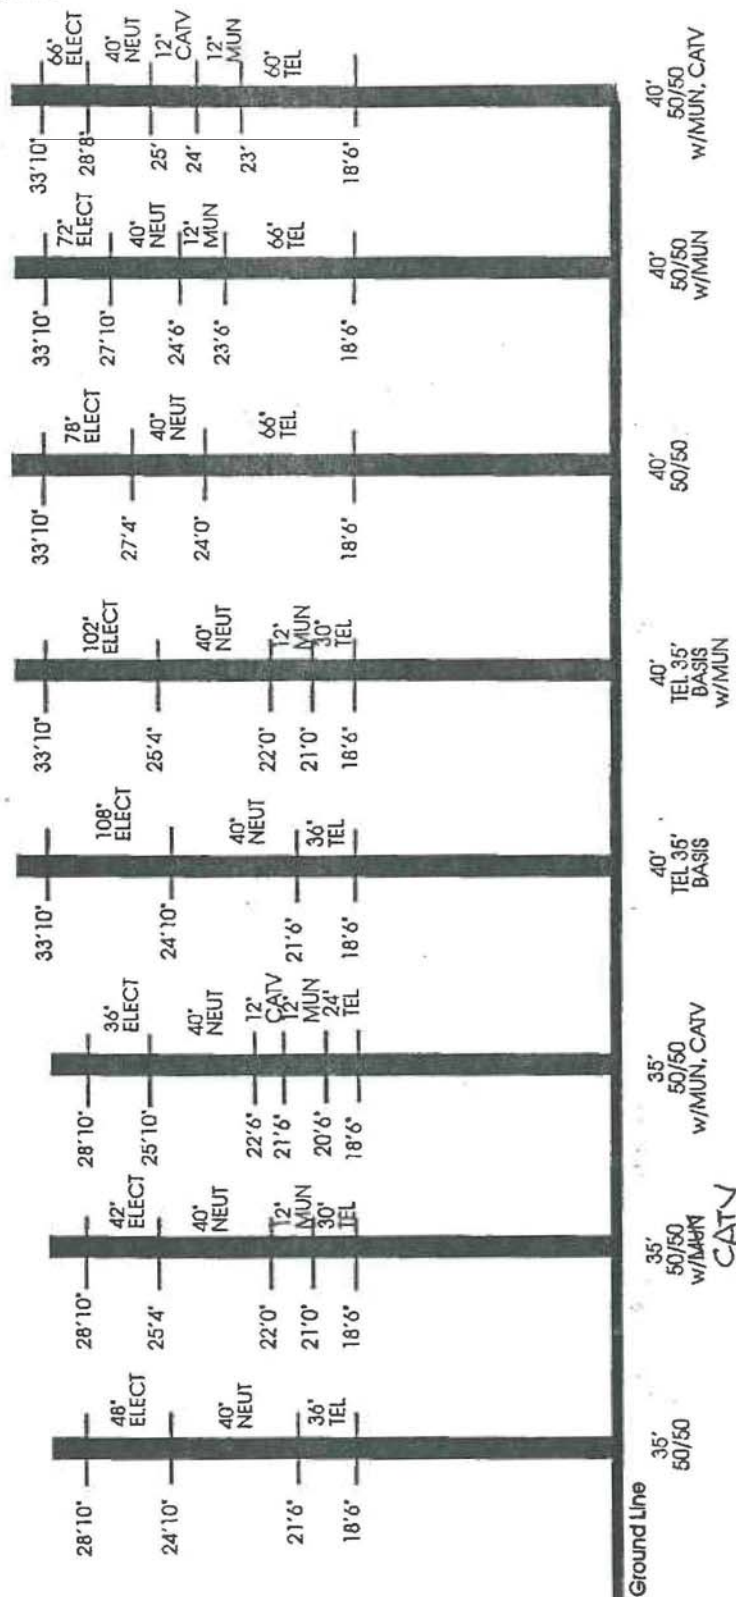 28'10"
48"
ELECT
24'10"
40"
NEUT
21'6"
36"
TEL
18'6"
35'
50/50
28'10"
42"
ELECT
25'4'
40"
NEUT
22'0"
12"
MUN
21'0"
30'
TEL
18'6"
35'
50/50
w/MUN
CATV
28'10"
36"
ELECT
25'10"
40"
NEUT
22'6"
12"
CATV
21'6"
12"
MUN
20'6"
24'
TEL
18'6"
35'
50/50
w/MUN, CATV
33'10"
108"
ELECT
24'10"
40"
NEUT
21'6"
36"
TEL
18'6"
40'
TEL 35'
BASIS
33'10"
102"
ELECT
25'4"
40"
NEUT
22'0"
12"
MUN
21'0"
30"
TEL
18'6"
40'
TEL 35'
BASIS
w/MUN
33'10"
78"
ELECT
27'4'
40"
NEUT
24'0"
66"
TEL
18'6"
40'
50/50
33'10"
72"
ELECT
27'10"
40"
NEUT
24'6"
12"
MUN
23'6"
66"
TEL
18'6"
40'
50/50
w/MUN
33'10"
66"
ELECT
28'8"
40"
NEUT
25'
12"
CATV
24'
12"
MUN
23'
60"
TEL
18'6"
40'
50/50
w/MUN, CATV
Ground Line